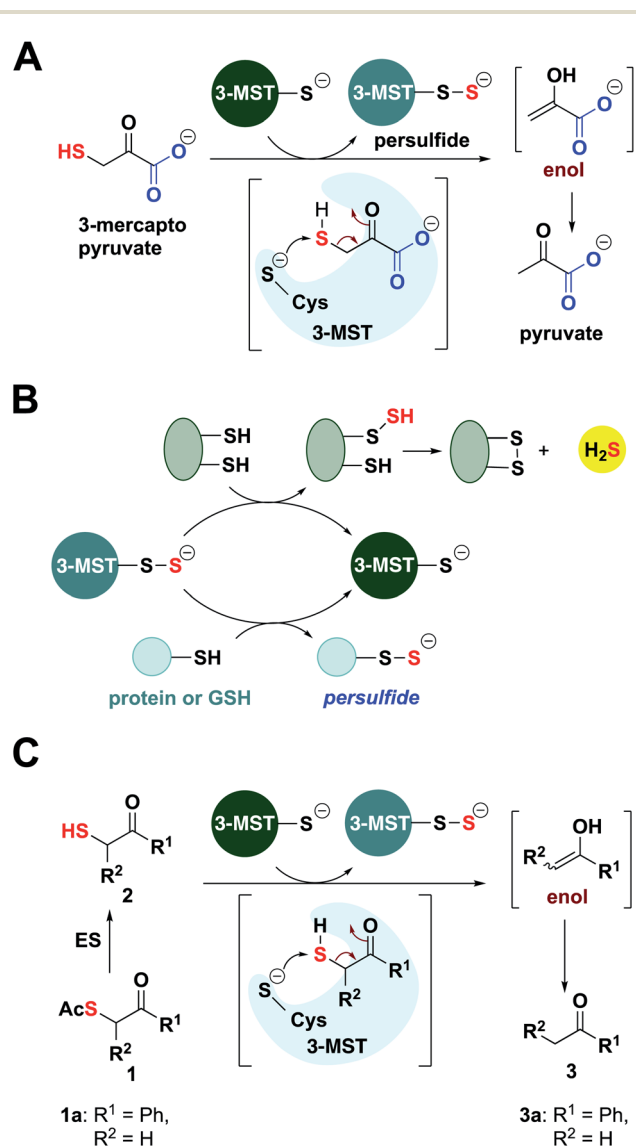 A
3-MST S⊖
3-MST S S⊖
persulfide
HS O O⊖ O
3-mercapto
pyruvate
H
S O O⊖ O
S⊖
Cys
3-MST
OH O⊖ O
enol
O O⊖ O
pyruvate
B
SH
SH
SH
S
SH
S
S
+
H2S
3-MST S S⊖
3-MST S⊖
SH
S S⊖
protein or GSH
persulfide
C
HS O R1
R2
2
ES
AcS O R1
R2
1
1a: R1 = Ph,
R2 = H
3-MST S⊖
3-MST S S⊖
H
S O R1
R2
S⊖
Cys
3-MST
OH
R2 R1
enol
O
R2 R1
3
3a: R1 = Ph,
R2 = H